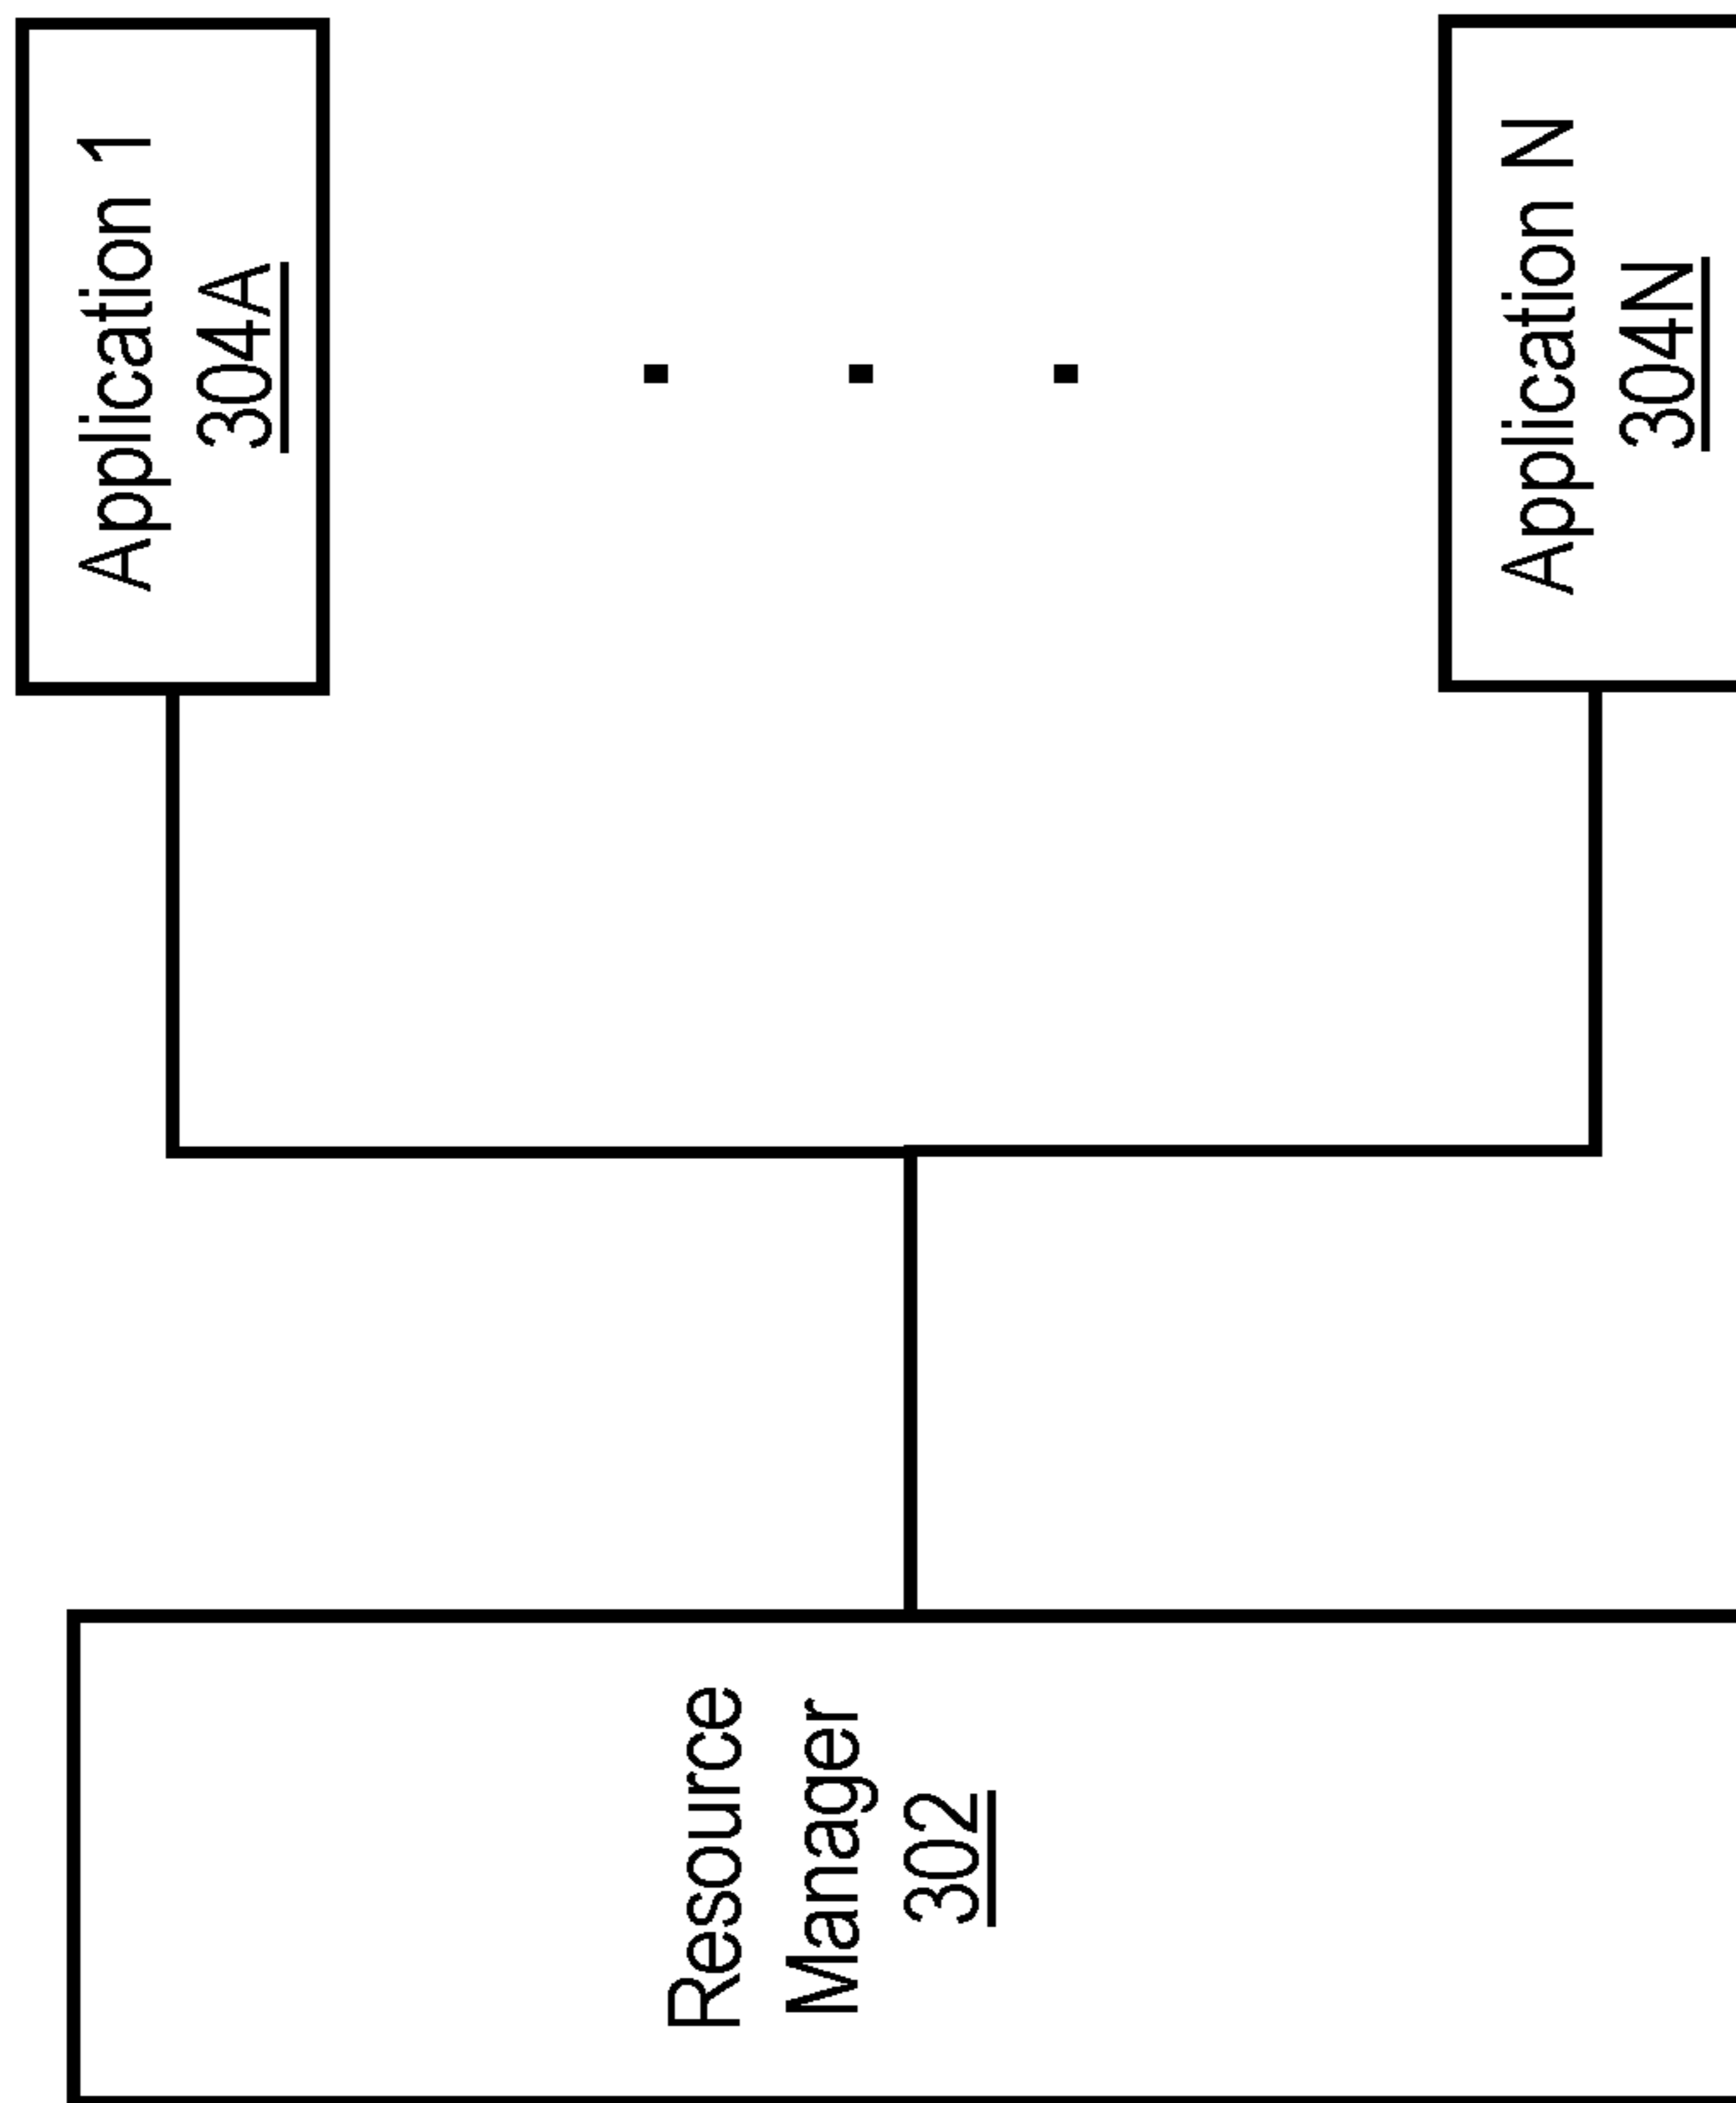 Application 1
304A
Application N
304N
Resource
Manager
302